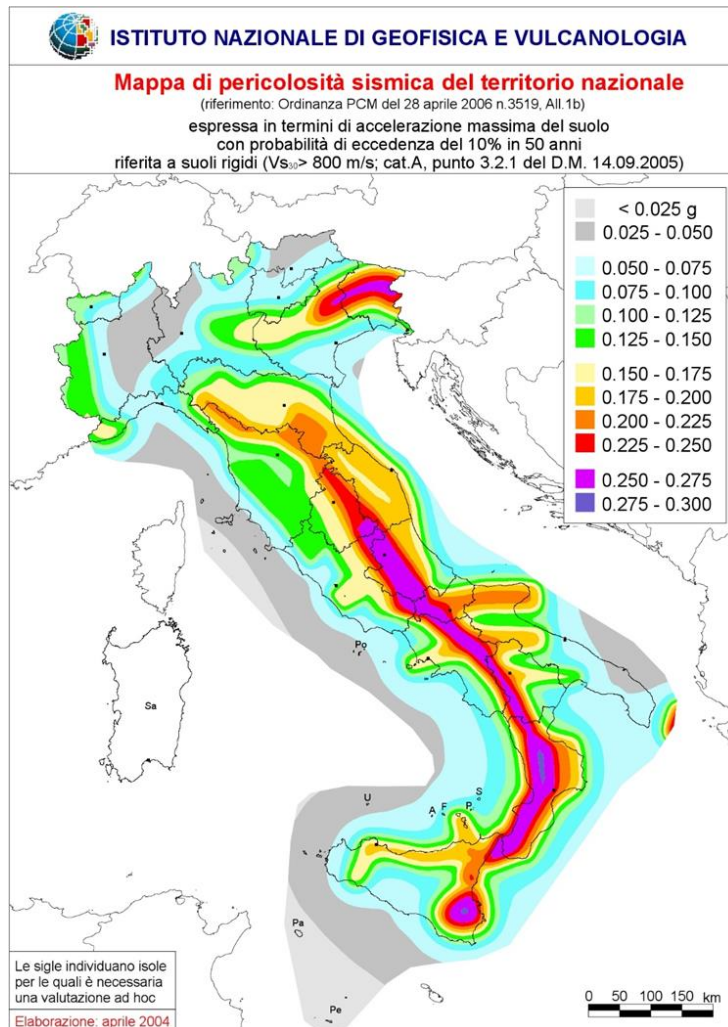 ISTITUTO NAZIONALE DI GEOFISICA E VULCANOLOGIA
Mappa di pericolosità sismica del territorio nazionale
(riferimento: Ordinanza PCM del 28 aprile 2006 n.3519, All.1b)
espressa in termini di accelerazione massima del suolo
con probabilità di eccedenza del 10% in 50 anni
riferita a suoli rigidi (Vs₃₀> 800 m/s; cat.A, punto 3.2.1 del D.M. 14.09.2005)
< 0.025 g
0.025 - 0.050
0.050 - 0.075
0.075 - 0.100
0.100 - 0.125
0.125 - 0.150
0.150 - 0.175
0.175 - 0.200
0.200 - 0.225
0.225 - 0.250
0.250 - 0.275
0.275 - 0.300
Po
Sa
U
A
F
P
S
Pa
Pe
Le sigle individuano isole
per le quali è necessaria
una valutazione ad hoc
Elaborazione: aprile 2004
0 50 100 150 km